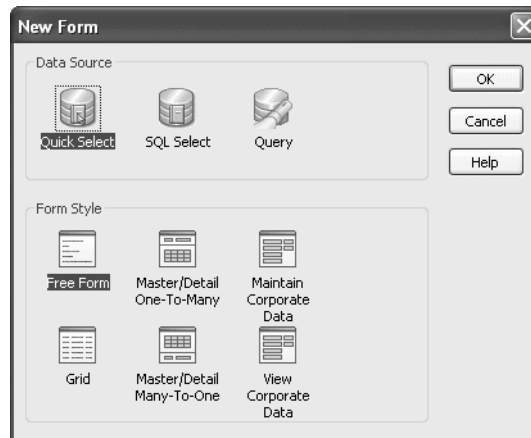 New Form
Data Source
Quick Select
SQL Select
Query
OK
Cancel
Help
Form Style
Free Form
Master/Detail
One-To-Many
Maintain
Corporate
Data
Grid
Master/Detail
Many-To-One
View
Corporate
Data